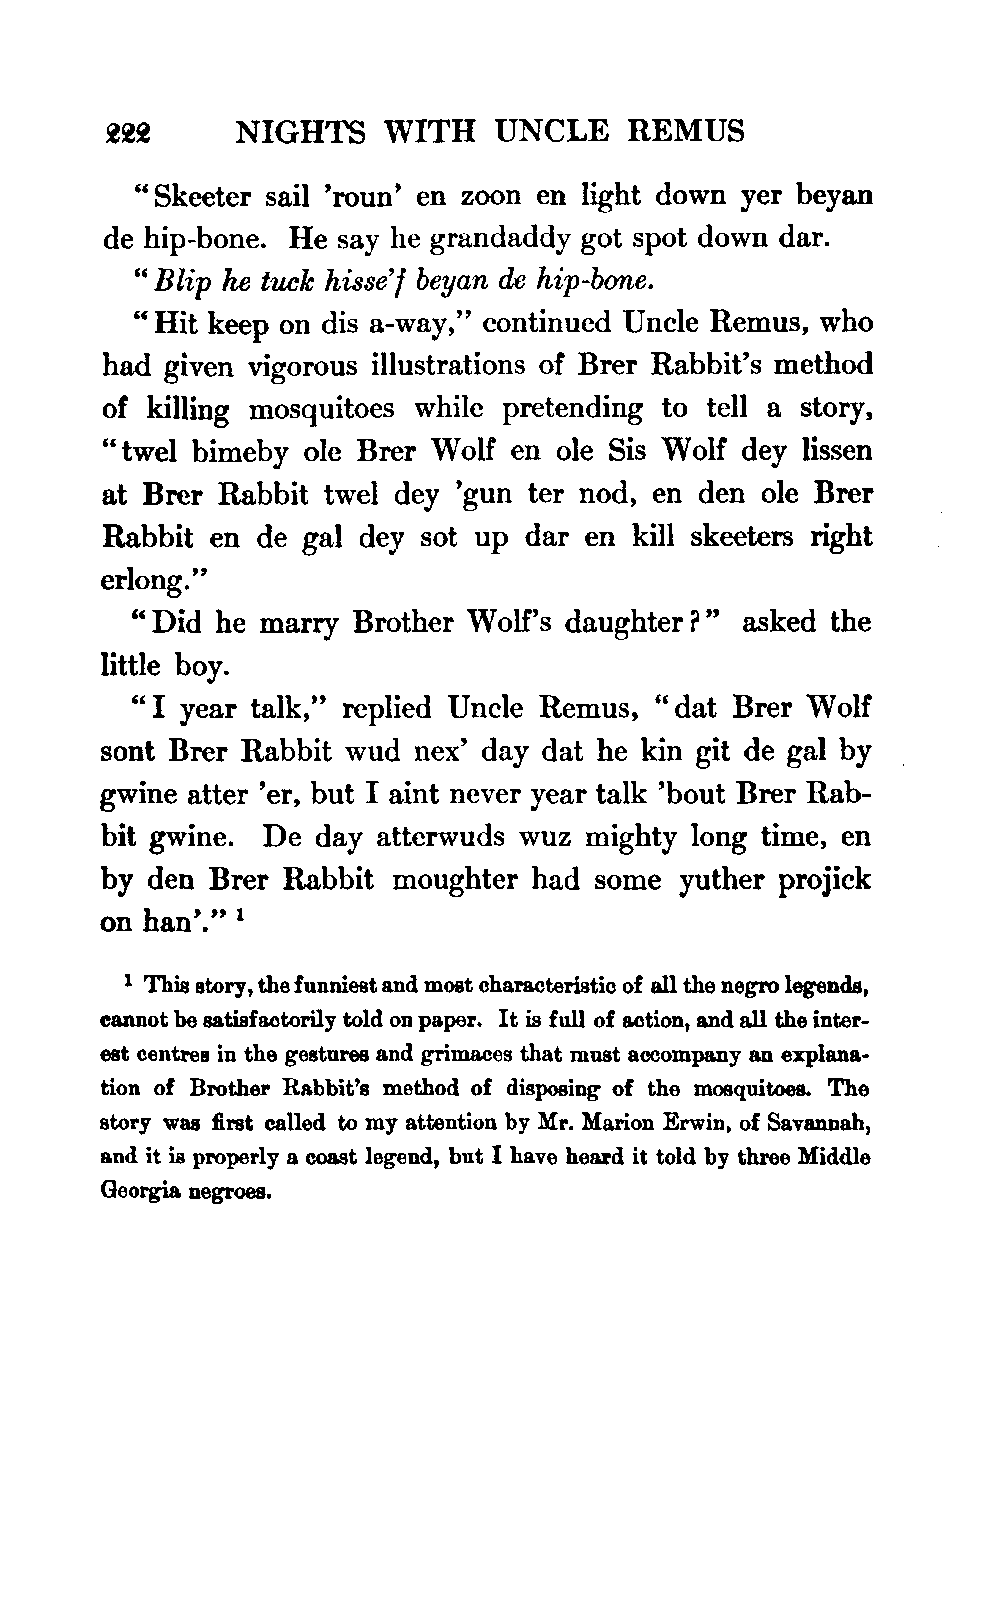 222 NIGHTS WITH UNCLE REMUS
“Skeeter sail ’roun’ en zoon en light down yer beyan
de hip-bone. He say he grandaddy got spot down dar.
“Blip he tuck hisse’f beyan de hip-bone.
“Hit keep on dis a-way,” continued Uncle Remus, who
had given vigorous illustrations of Brer Rabbit’s method
of killing mosquitoes while pretending to tell a story,
“twel bimeby ole Brer Wolf en ole Sis Wolf dey lissen
at Brer Rabbit twel dey ’gun ter nod, en den ole Brer
Rabbit en de gal dey sot up dar en kill skeeters right
erlong.”
“Did he marry Brother Wolf’s daughter?” asked the
little boy.
“I year talk,” replied Uncle Remus, “dat Brer Wolf
sont Brer Rabbit wud nex’ day dat he kin git de gal by
gwine atter ’er, but I aint never year talk ’bout Brer Rab-
bit gwine. De day atterwuds wuz mighty long time, en
by den Brer Rabbit moughter had some yuther projick
on han’.” 1
1 This story, the funniest and most characteristic of all the negro legends,
cannot be satisfactorily told on paper. It is full of action, and all the inter-
est centres in the gestures and grimaces that must accompany an explana-
tion of Brother Rabbit’s method of disposing of the mosquitoes. The
story was first called to my attention by Mr. Marion Erwin, of Savannah,
and it is properly a coast legend, but I have heard it told by three Middle
Georgia negroes.